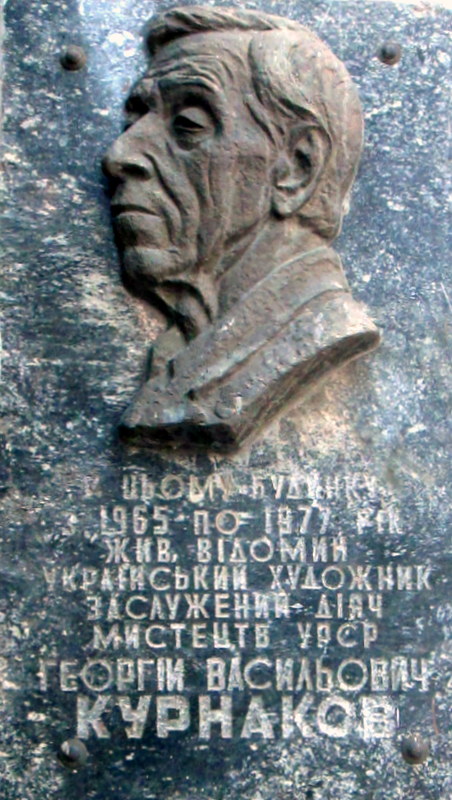 У ЦЬОМУ БУДИНКУ
З 1965 ПО 1977 РІК
ЖИВ ВІДОМИЙ
УКРАЇНСЬКИЙ ХУДОЖНИК
ЗАСЛУЖЕНИЙ ДІЯЧ
МИСТЕЦТВ УРСР
ГЕОРГІЙ ВАСИЛЬОВИЧ
КУРНАКОВ